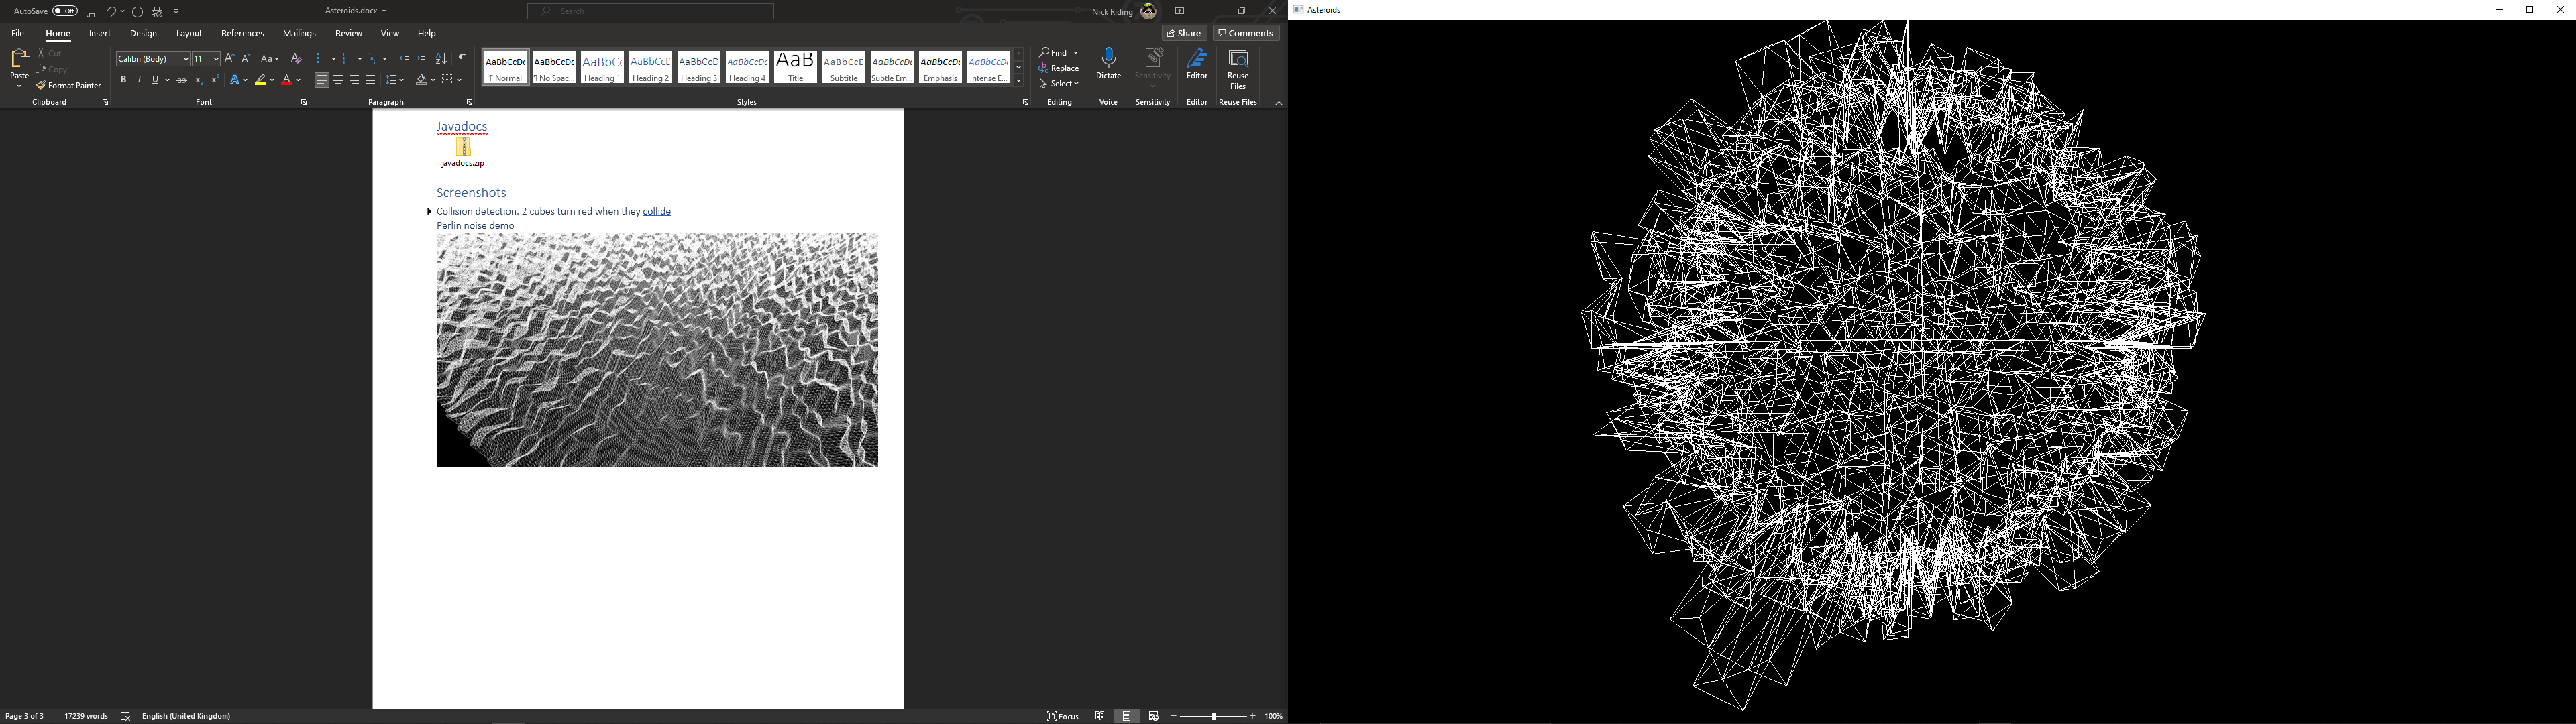 AutoSave Off Asteroids.docx Search Nick Riding
File Home Insert Design Layout References Mailings Review View Help Share Comments
Paste
Cut
Copy
Format Painter
Clipboard
Calibri (Body) 11
Font
Paragraph
AaBbCcDc AaBbCcDc AaBbCc AaBbCcD AaBbCcD AaBbCcDc AaB AaBbCcD AaBbCcDc AaBbCcDc AaBbCcDc
¶ Normal ¶ No Spac... Heading 1 Heading 2 Heading 3 Heading 4 Title Subtitle Subtle Em... Emphasis Intense E...
Styles
Find
Replace
Select
Editing
Dictate
Voice
Sensitivity
Sensitivity
Editor
Editor
Reuse
Files
Reuse Files
Javadocs
javadocs.zip
Screenshots
Collision detection. 2 cubes turn red when they collide
Perlin noise demo
Page 3 of 3 17239 words English (United Kingdom) Focus 100%
Asteroids